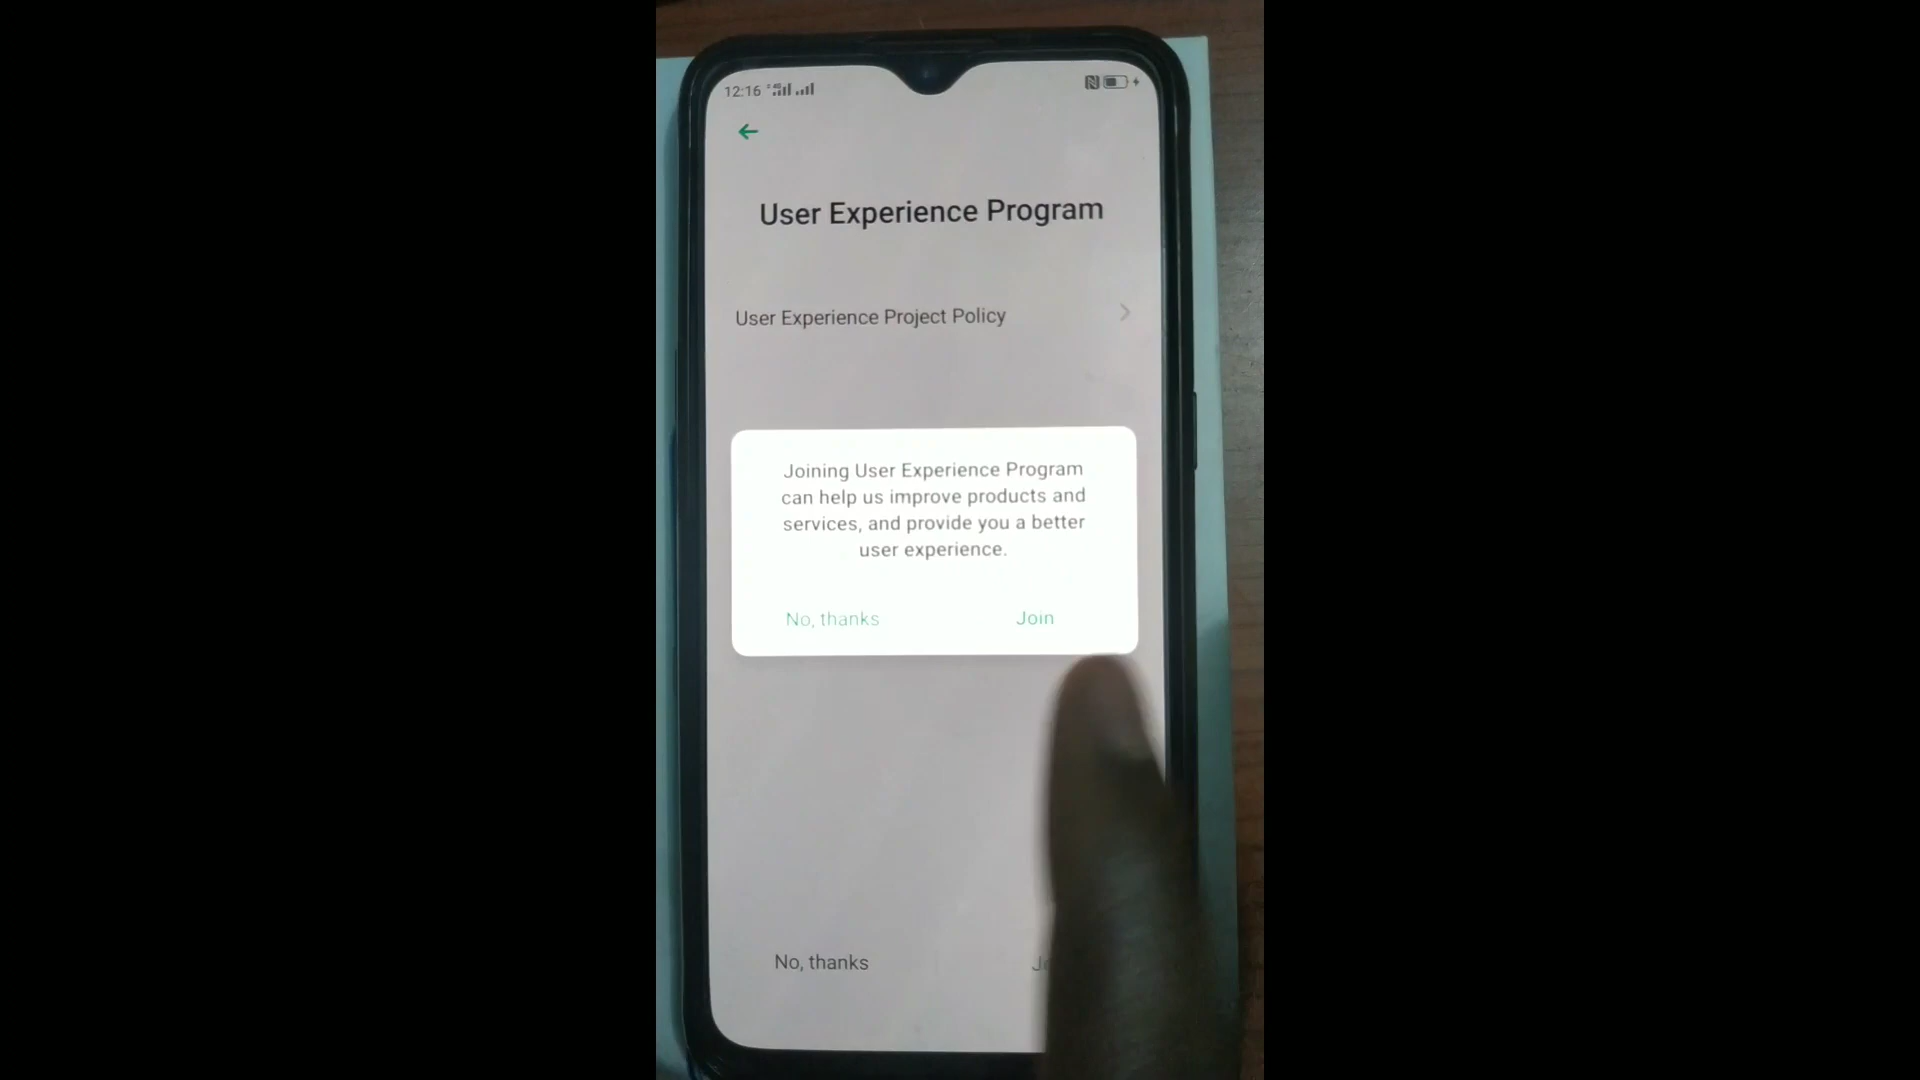 12:16
User Experience Program
User Experience Project Policy
Joining User Experience Program
can help us improve products and
services, and provide you a better
user experience.
No, thanks Join
No, thanks